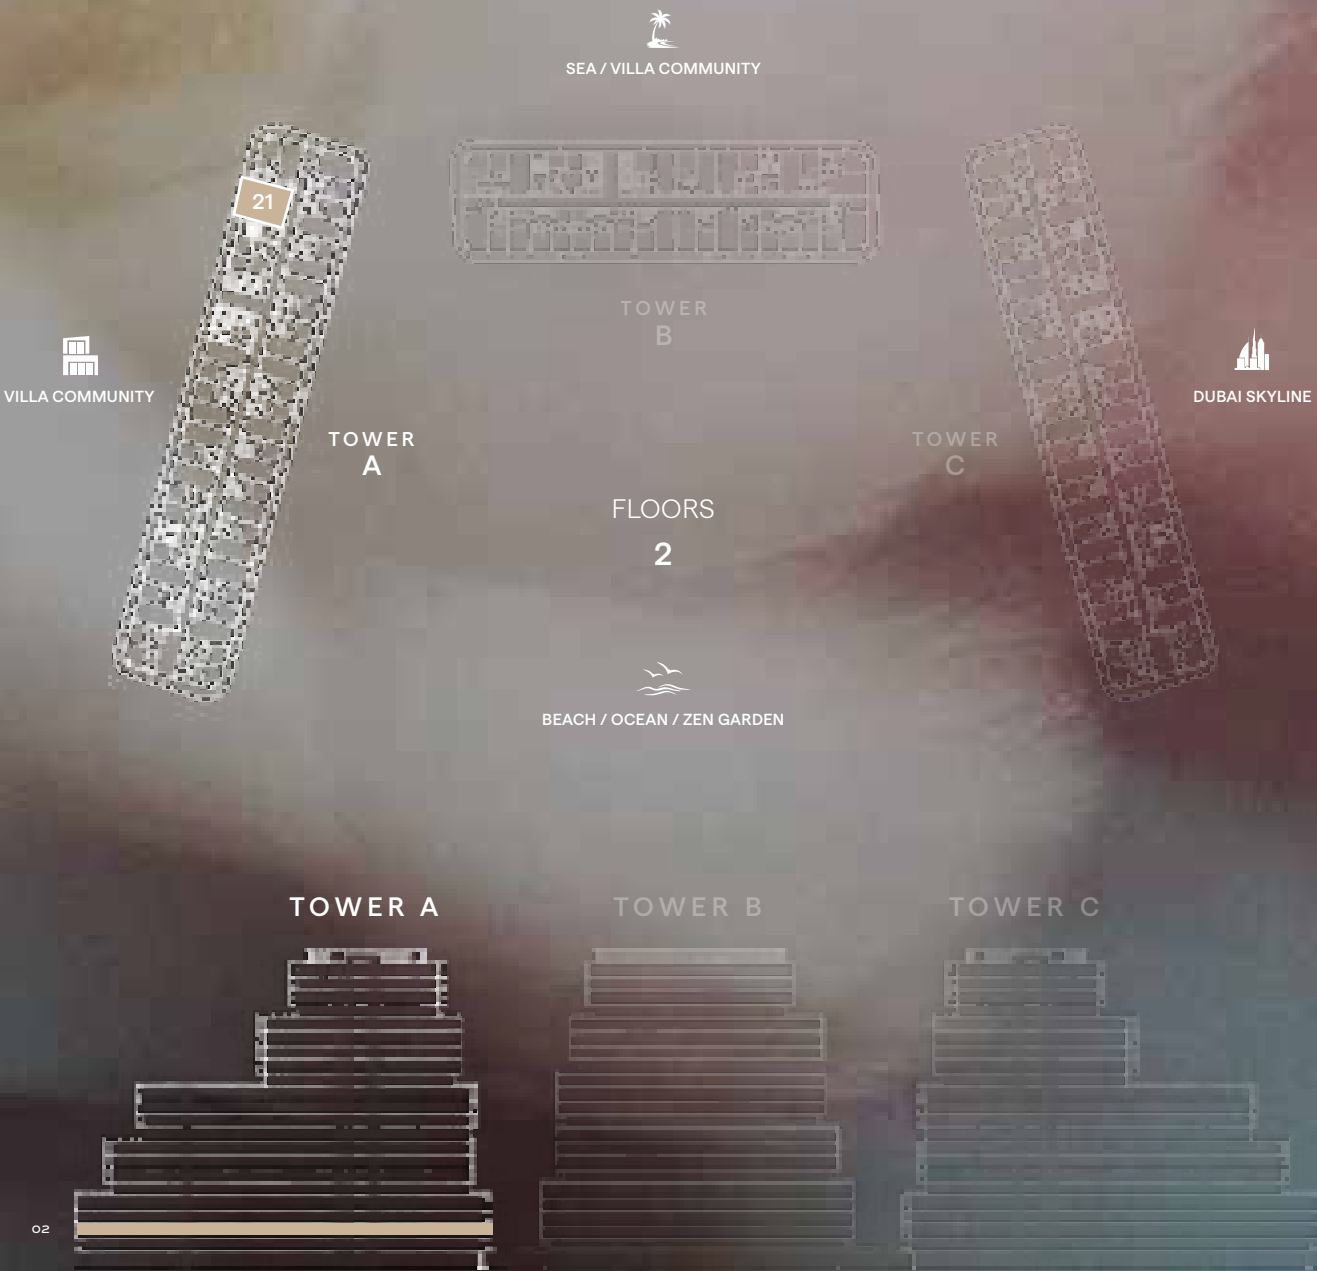 SEA / VILLA COMMUNITY
21
TOWER
B
VILLA COMMUNITY
DUBAI SKYLINE
TOWER
A
TOWER
C
FLOORS
2
BEACH / OCEAN / ZEN GARDEN
TOWER A
TOWER B
TOWER C
02